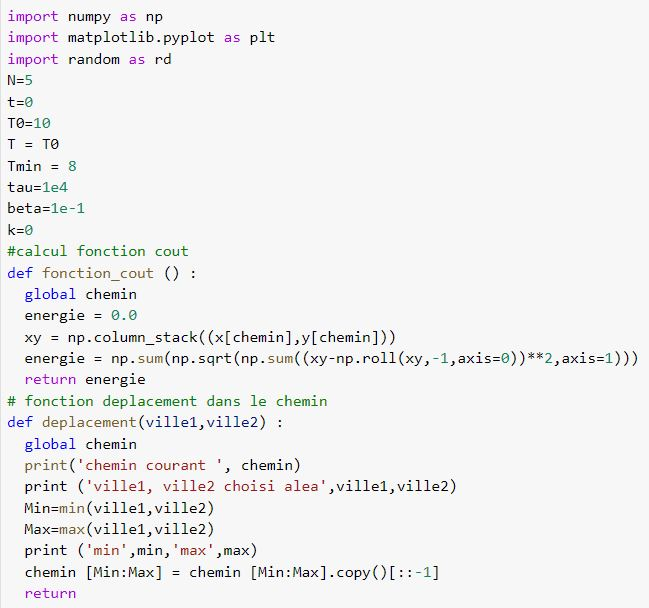 import numpy as np
import matplotlib.pyplot as plt
import random as rd
N=5
t=0
T0=10
T = T0
Tmin = 8
tau=1e4
beta=1e-1
k=0
#calcul fonction cout
def fonction_cout () :
  global chemin
  energie = 0.0
  xy = np.column_stack((x[chemin],y[chemin]))
  energie = np.sum(np.sqrt(np.sum((xy-np.roll(xy,-1,axis=0))**2,axis=1)))
  return energie
# fonction deplacement dans le chemin
def deplacement(ville1,ville2) :
  global chemin
  print('chemin courant ', chemin)
  print ('ville1, ville2 choisi alea',ville1,ville2)
  Min=min(ville1,ville2)
  Max=max(ville1,ville2)
  print ('min',min,'max',max)
  chemin [Min:Max] = chemin [Min:Max].copy()[::-1]
  return